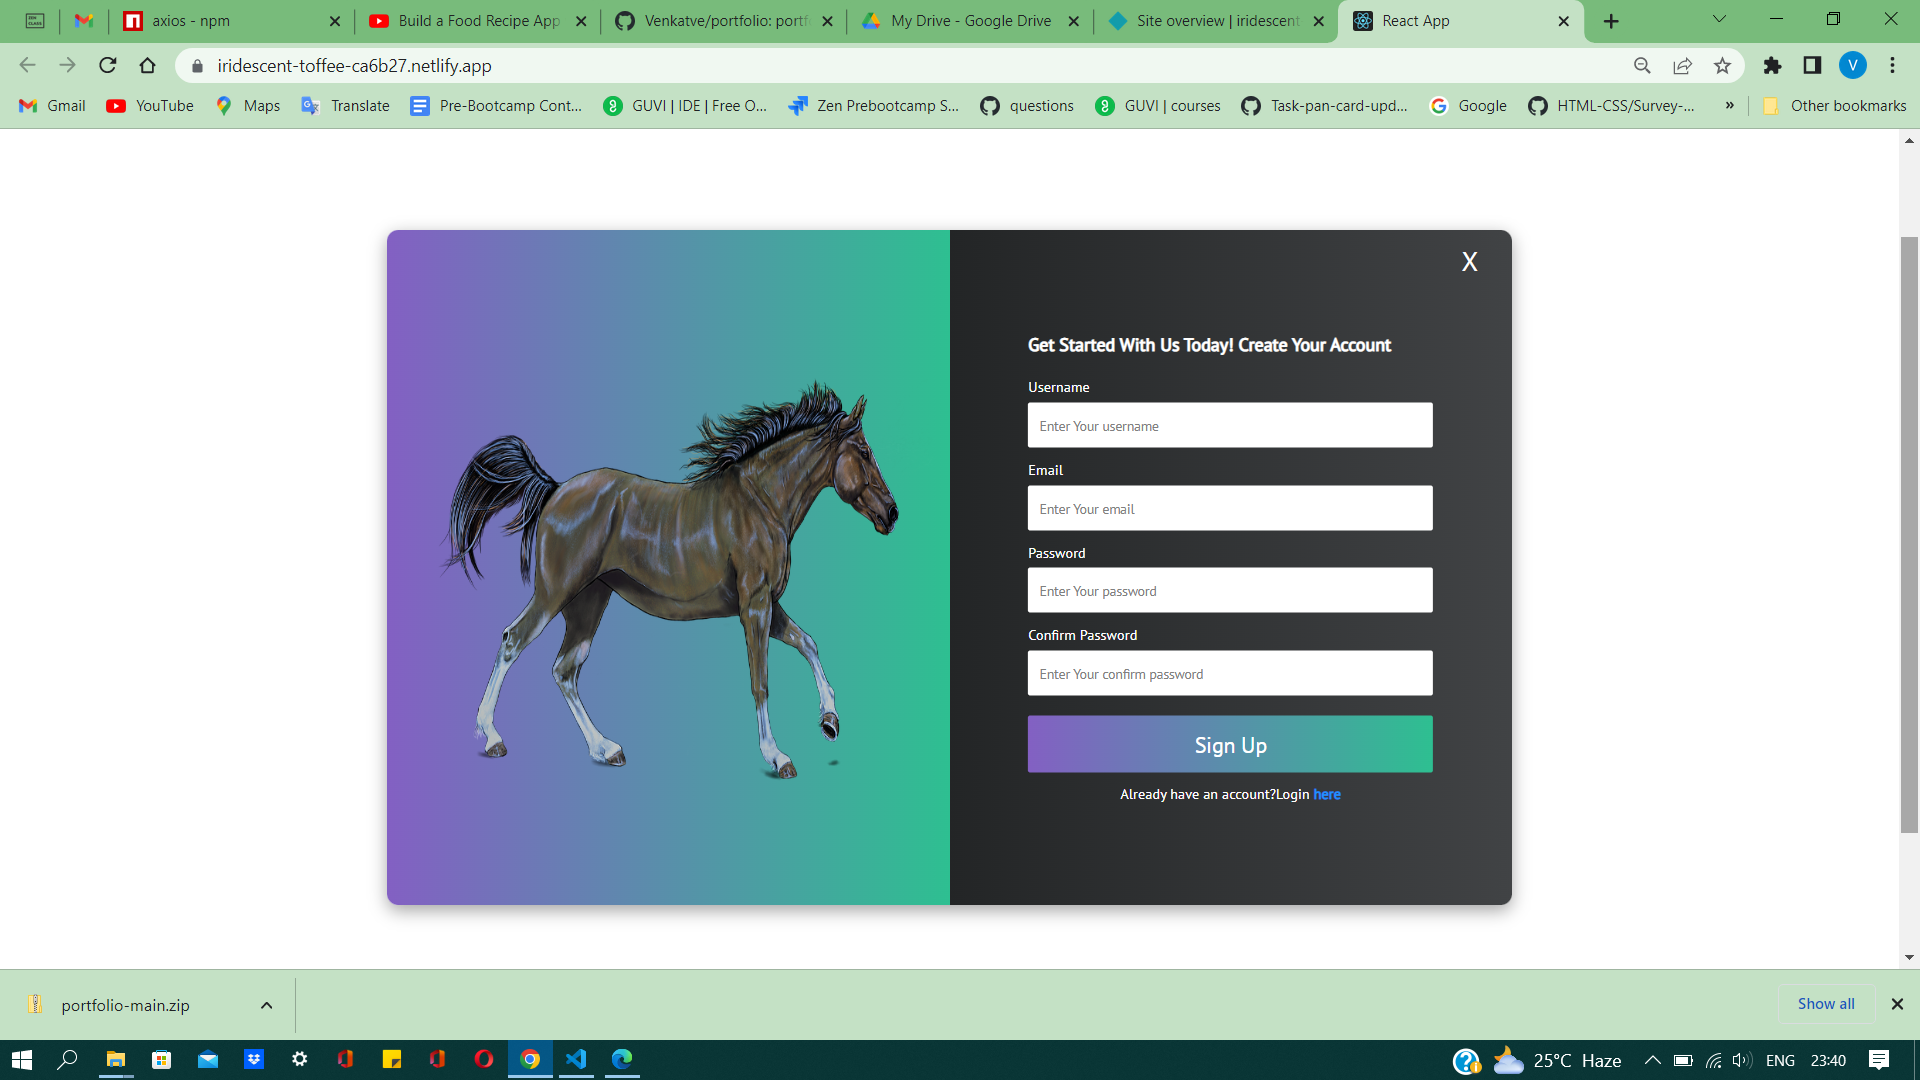 axios - npm
Build a Food Recipe App
Venkatve/portfolio: portf
My Drive - Google Drive
Site overview | iridescent
React App
iridescent-toffee-ca6b27.netlify.app
V
Gmail
YouTube
Maps
Translate
Pre-Bootcamp Cont...
GUVI | IDE | Free O...
Zen Prebootcamp S...
questions
GUVI | courses
Task-pan-card-upd...
Google
HTML-CSS/Survey-...
»
Other bookmarks
X
Get Started With Us Today! Create Your Account
Username
Enter Your username
Email
Enter Your email
Password
Enter Your password
Confirm Password
Enter Your confirm password
Sign Up
Already have an account?Login here
portfolio-main.zip
Show all
25°C Haze
ENG
23:40